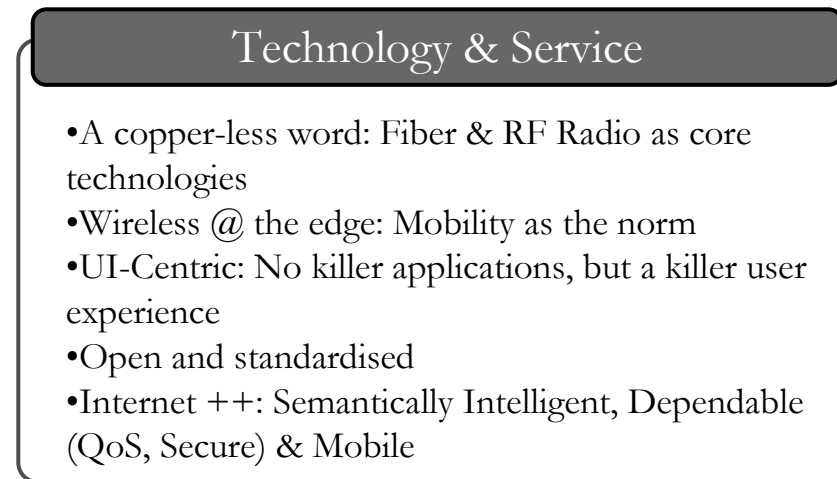 Technology & Service
•A copper-less word: Fiber & RF Radio as core
technologies
•Wireless @ the edge: Mobility as the norm
•UI-Centric: No killer applications, but a killer user
experience
•Open and standardised
•Internet ++: Semantically Intelligent, Dependable
(QoS, Secure) & Mobile